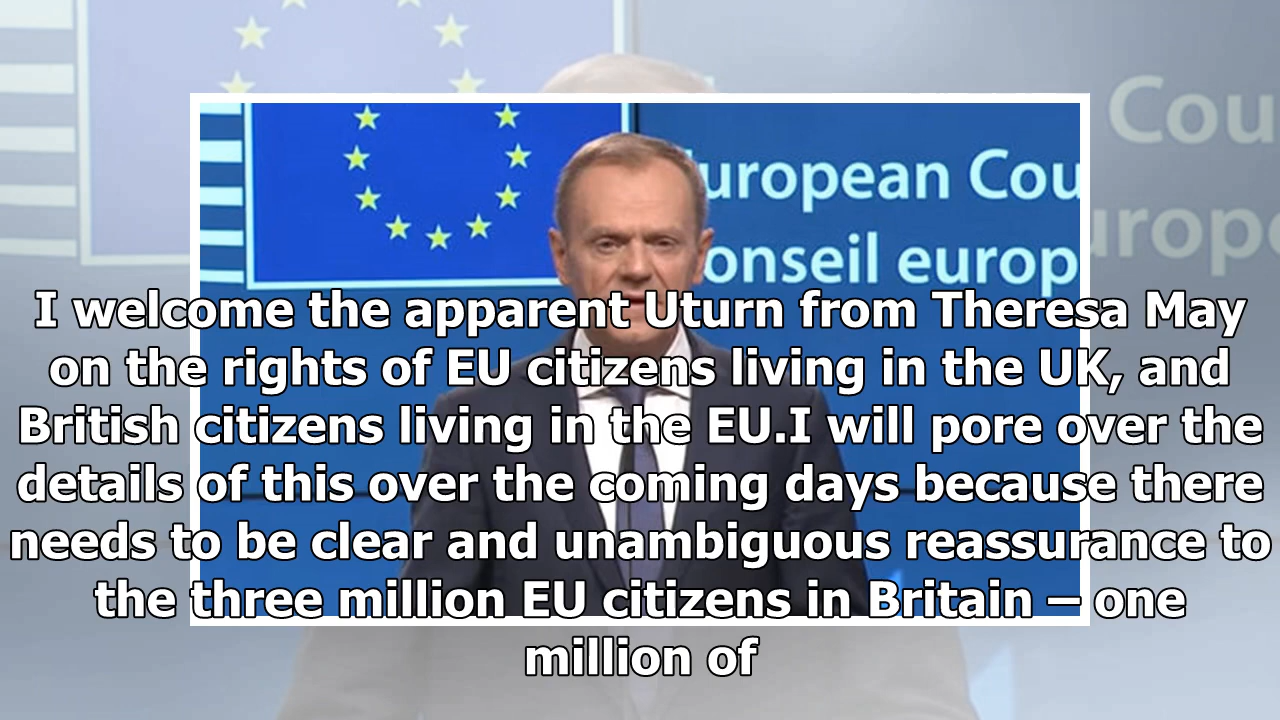 Cou
uropean Cou
urope
onseil europ
I welcome the apparent Uturn from Theresa May
on the rights of EU citizens living in the UK, and
British citizens living in the EU.I will pore over the
details of this over the coming days because there
needs to be clear and unambiguous reassurance to
the three million EU citizens in Britain – one
million of